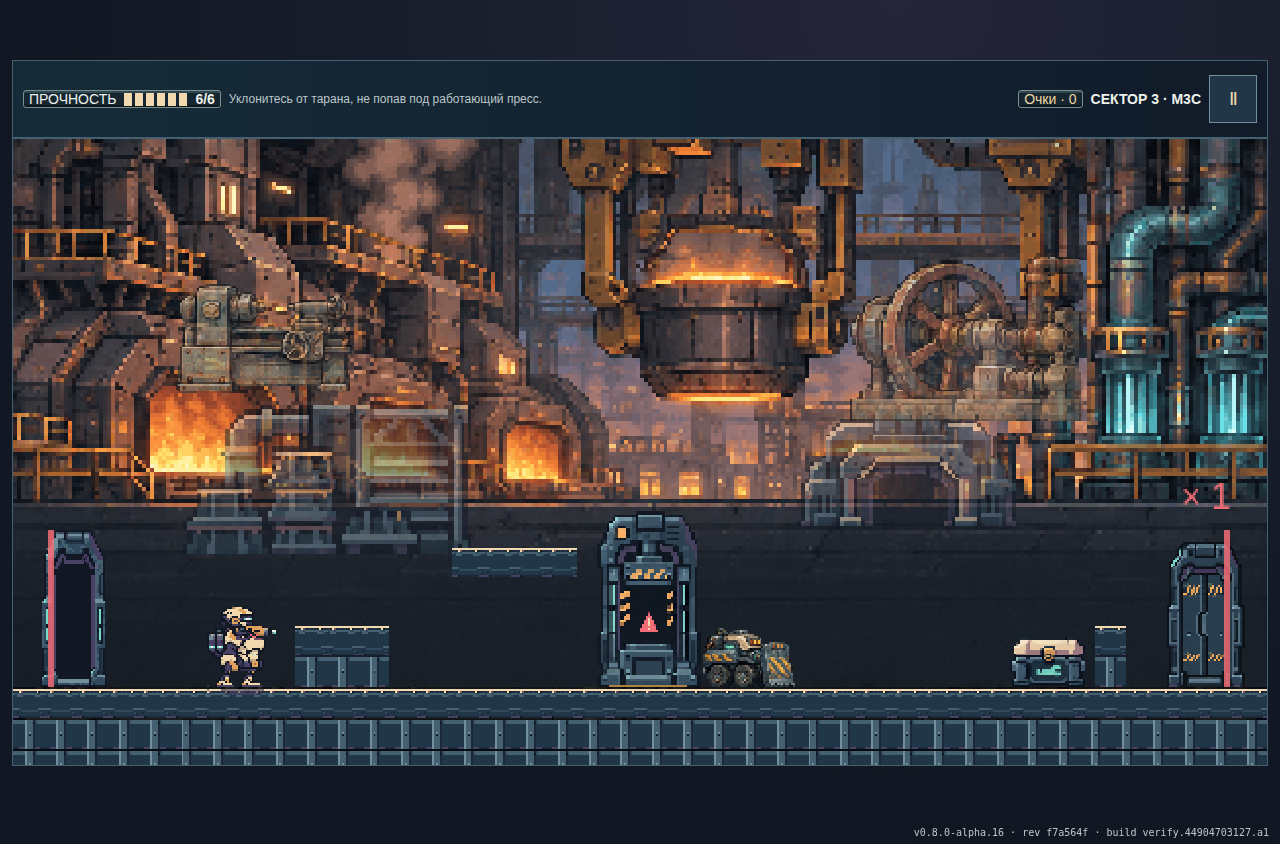 ПРОЧНОСТЬ 6/6 Уклонитесь от тарана, не попав под работающий пресс. Очки · 0 СЕКТОР 3 · МЗС II
× 1
v0.8.0-alpha.16 · rev f7a564f · build verify.44904703127.a1